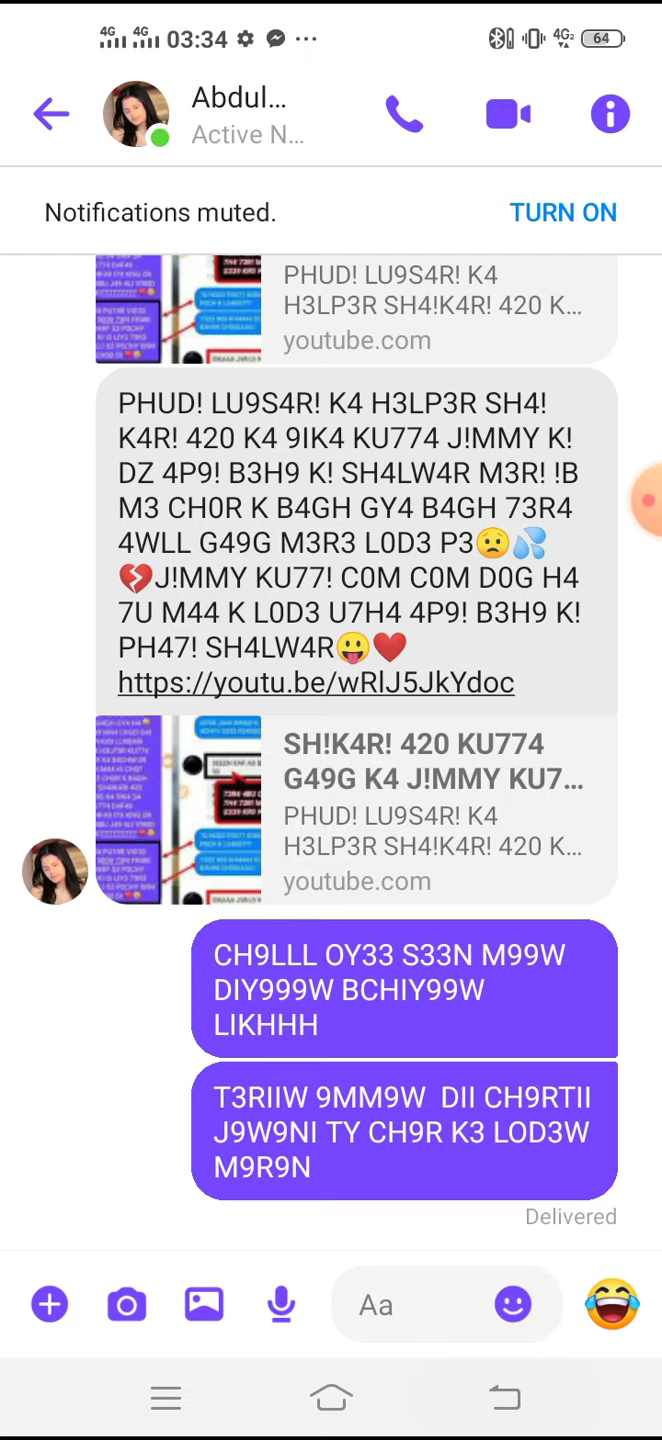 4G 4G 03:34 4G2 64
Abdul...
Active N...
Notifications muted. TURN ON
PHUD! LU9S4R! K4
H3LP3R SH4!K4R! 420 K...
youtube.com
PHUD! LU9S4R! K4 H3LP3R SH4!
K4R! 420 K4 9IK4 KU774 J!MMY K!
DZ 4P9! B3H9 K! SH4LW4R M3R! !B
M3 CH0R K B4GH GY4 B4GH 73R4
4WLL G49G M3R3 L0D3 P3😟💦
💔J!MMY KU77! C0M C0M D0G H4
7U M44 K L0D3 U7H4 4P9! B3H9 K!
PH47! SH4LW4R😛❤️
https://youtu.be/wRlJ5JkYdoc
SH!K4R! 420 KU774
G49G K4 J!MMY KU7...
PHUD! LU9S4R! K4
H3LP3R SH4!K4R! 420 K...
youtube.com
CH9LLL OY33 S33N M99W
DIY999W BCHIY99W
LIKHHH
T3RIIW 9MM9W DII CH9RTII
J9W9NI TY CH9R K3 LOD3W
M9R9N
Delivered
Aa